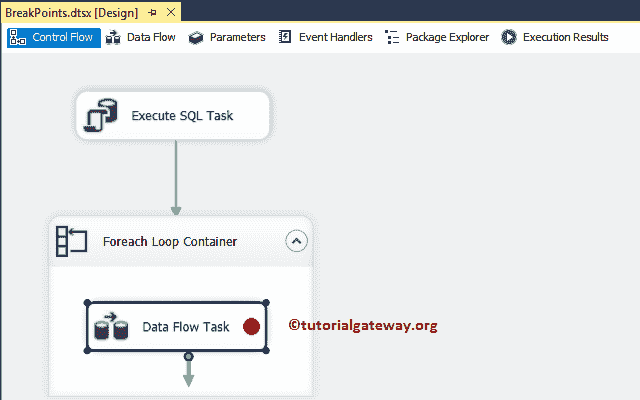 BreakPoints.dtsx [Design]
Control Flow Data Flow Parameters Event Handlers Package Explorer Execution Results
Execute SQL Task
Foreach Loop Container
Data Flow Task
©tutorialgateway.org